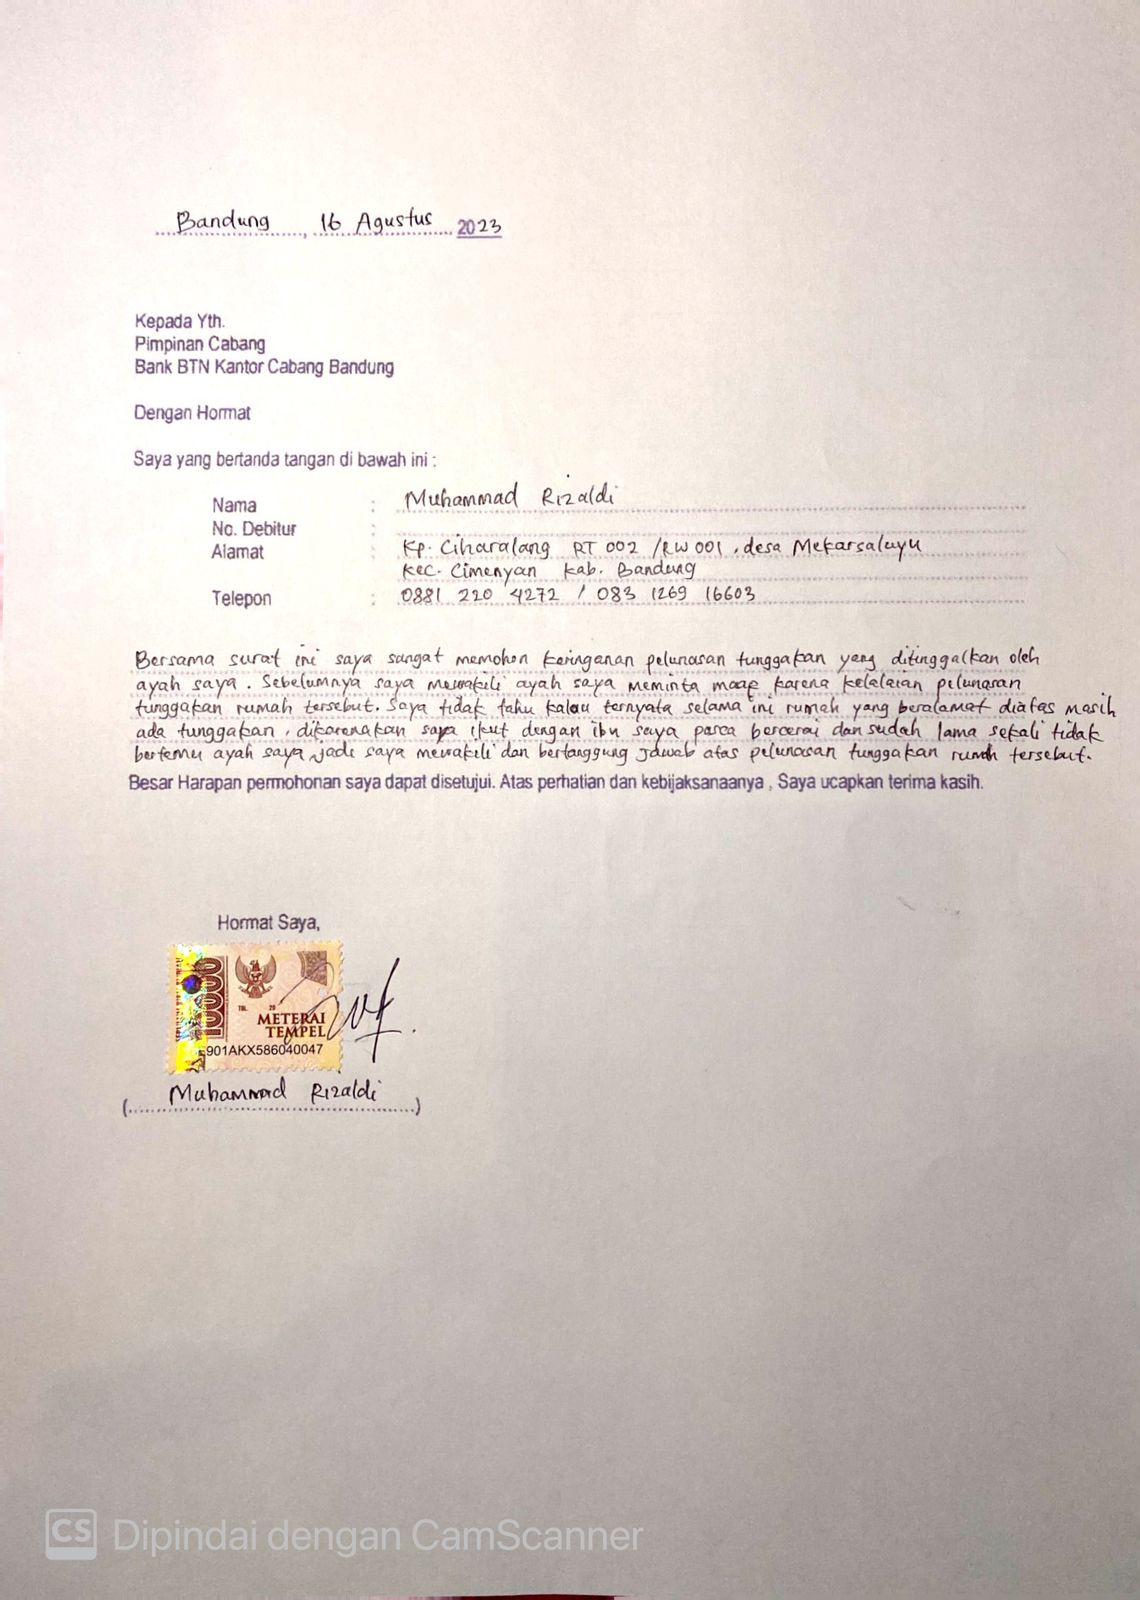 Bandung, 16 Agustus 2023
Kepada Yth.
Pimpinan Cabang
Bank BTN Kantor Cabang Bandung
Dengan Hormat
Saya yang bertanda tangan di bawah ini :
Nama : Muhammad Rizaldi
No. Debitur :
Alamat : Kp. Ciharalang RT 002 /RW 001, desa Mekarsaluyu
Kec. Cimenyan Kab. Bandung
Telepon : 0881 220 4272 / 083 1269 16603
Bersama surat ini saya sangat memohon keringanan pelunasan tunggakan yang ditinggalkan oleh
ayah saya. Sebelumnya saya mewakili ayah saya meminta maaf karena kelalaian pelunasan
tunggakan rumah tersebut. Saya tidak tahu kalau ternyata selama ini rumah yang beralamat diatas masih
ada tunggakan, dikarenakan saya ikut dengan ibu saya pasca bercerai dan sudah lama sekali tidak
bertemu ayah saya, jadi saya mewakili dan bertanggung jawab atas pelunasan tunggakan rumah tersebut.
Besar Harapan permohonan saya dapat disetujui. Atas perhatian dan kebijaksanaanya , Saya ucapkan terima kasih.
Hormat Saya,
10000
TGL. 20
METERAI
TEMPEL
901AKX586040047
(Muhammad Rizaldi)
CS Dipindai dengan CamScanner